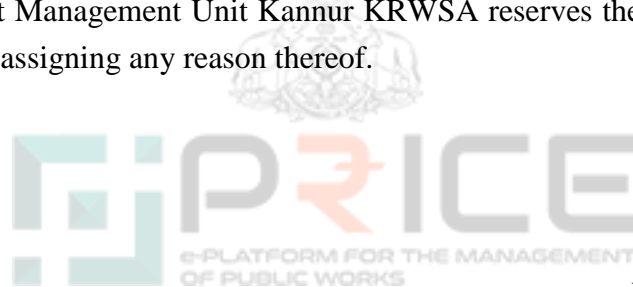 t Management Unit Kannur KRWSA reserves the
assigning any reason thereof.
PRICE
e-PLATFORM FOR THE MANAGEMENT
OF PUBLIC WORKS